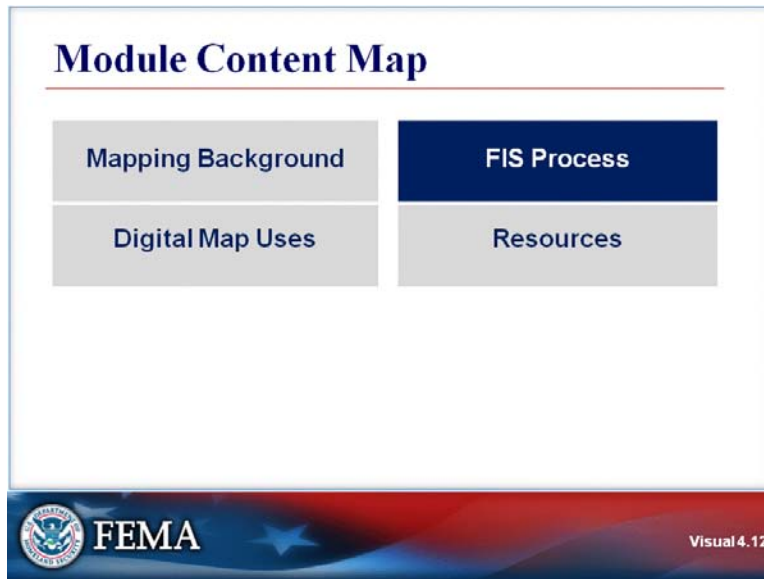 Module Content Map
Mapping Background
FIS Process
Digital Map Uses
Resources
FEMA
Visual 4.12